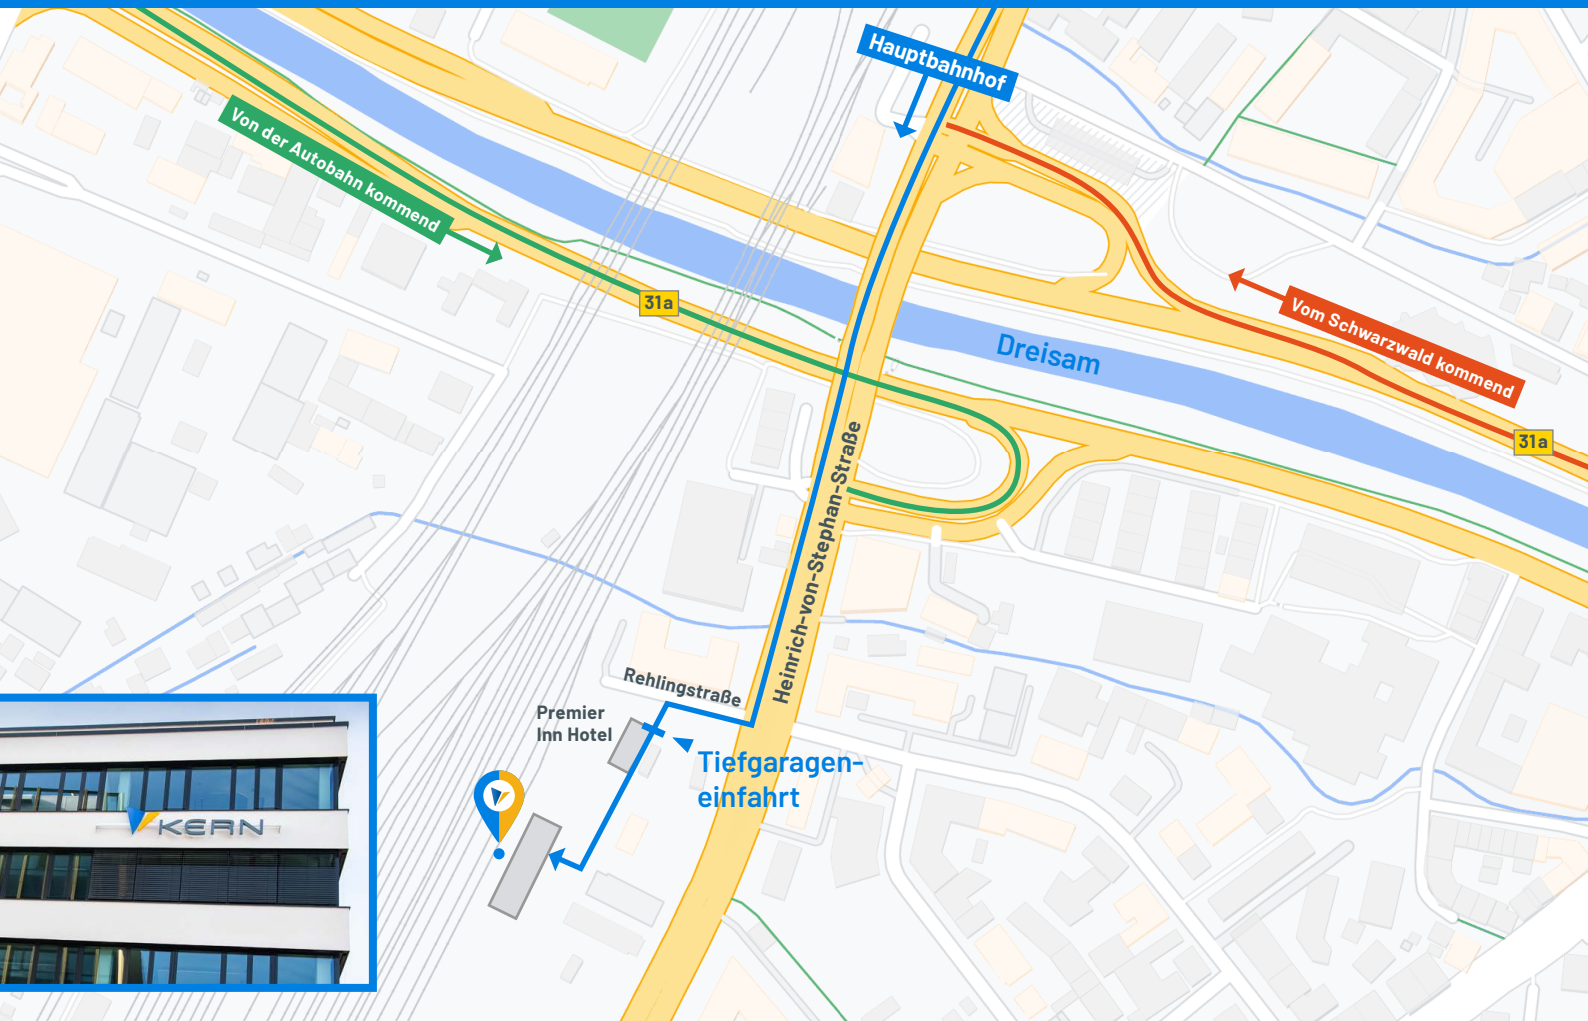 Hauptbahnhof
Von der Autobahn kommend
31a
Vom Schwarzwald kommend
Dreisam
31a
Heinrich-von-Stephan-Straße
Rehlingstraße
Premier
Inn Hotel
Tiefgaragen-
einfahrt
KERN